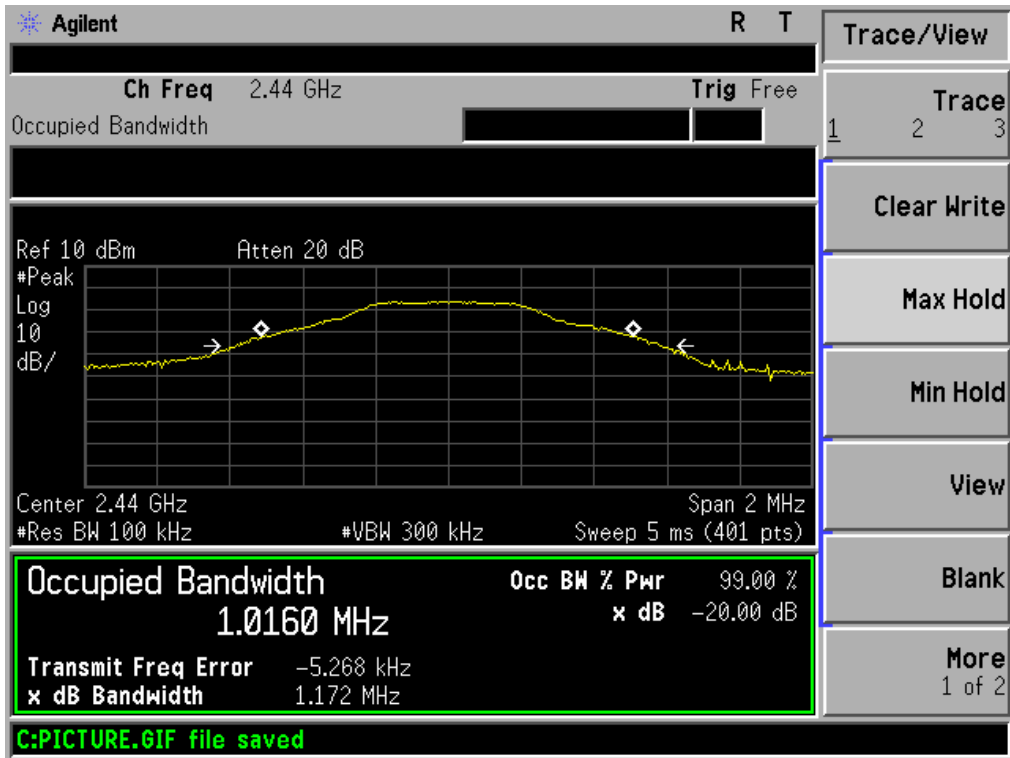 Agilent
R T
Trace/View
Ch Freq 2.44 GHz
Trig Free
Occupied Bandwidth
Trace
1 2 3
Clear Write
Max Hold
Min Hold
View
Blank
More
1 of 2
Ref 10 dBm Atten 20 dB
#Peak
Log
10
dB/
Center 2.44 GHz Span 2 MHz
#Res BW 100 kHz #VBW 300 kHz Sweep 5 ms (401 pts)
Occupied Bandwidth
1.0160 MHz
Occ BW % Pwr 99.00 %
x dB -20.00 dB
Transmit Freq Error -5.268 kHz
x dB Bandwidth 1.172 MHz
C:PICTURE.GIF file saved